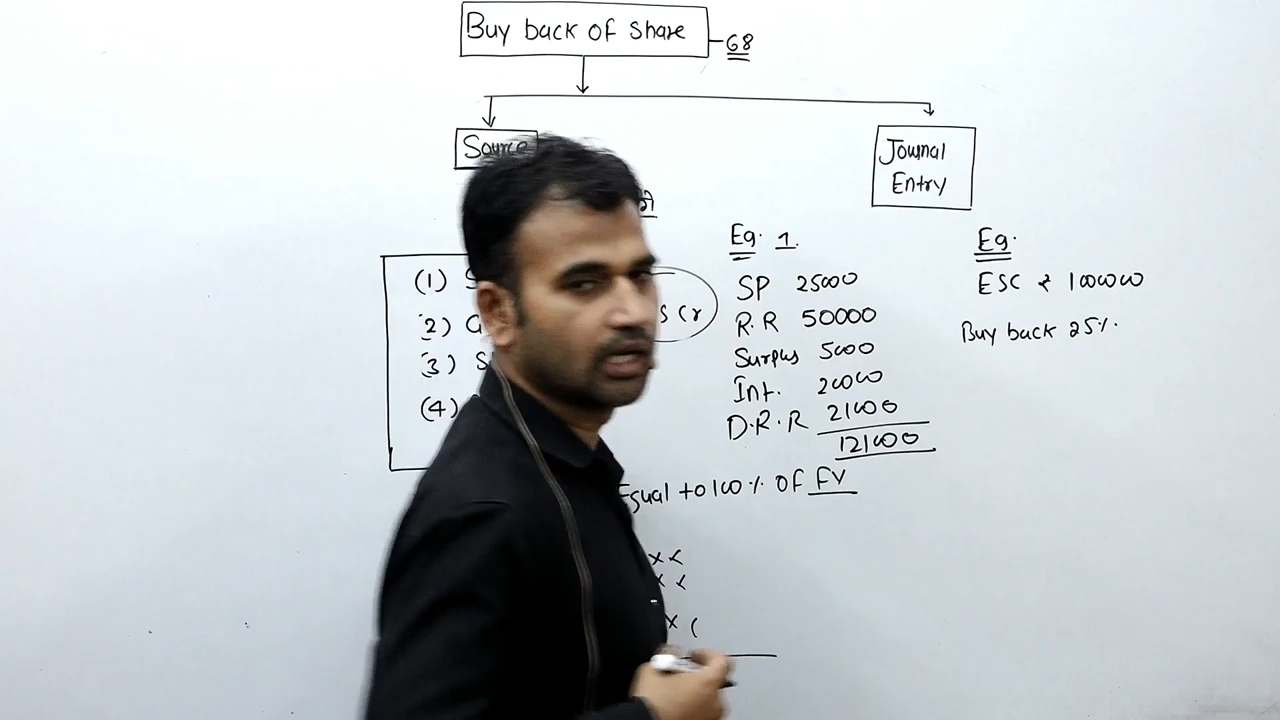 Buy back of share
68
Source
Journal
Entry
Eg. 1.
SP 25000
R.R 50000
Surplus 5000
Int. 20000
D.R.R 21000
121000
Eg.
ESC ₹ 100000
Buy back 25%.
(1) S
2)
3) S
(4)
Equal to 100% OF FV